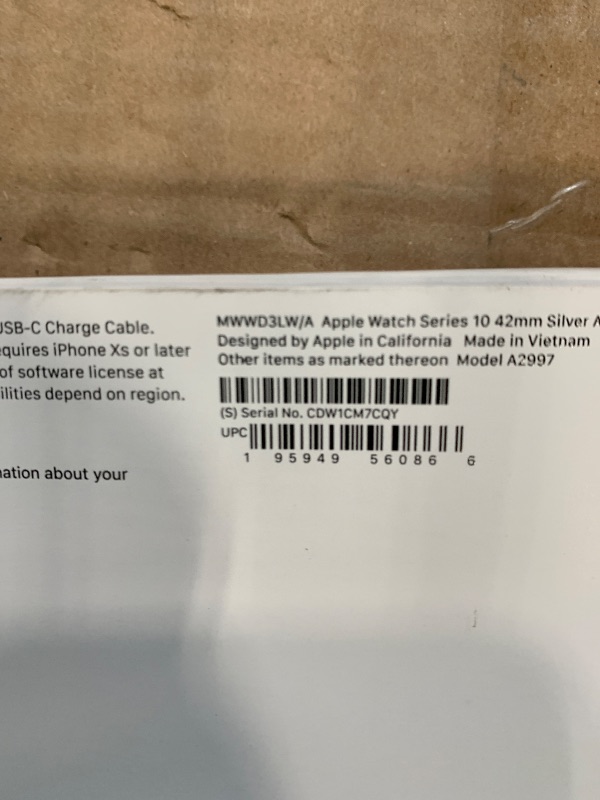 USB-C Charge Cable.
equires iPhone Xs or later
of software license at
ilities depend on region.
ation about your
MWWD3LW/A Apple Watch Series 10 42mm Silver A
Designed by Apple in California Made in Vietnam
Other items as marked thereon Model A2997
(S) Serial No. CDW1CM7CQY
UPC
1 95949 56086 6